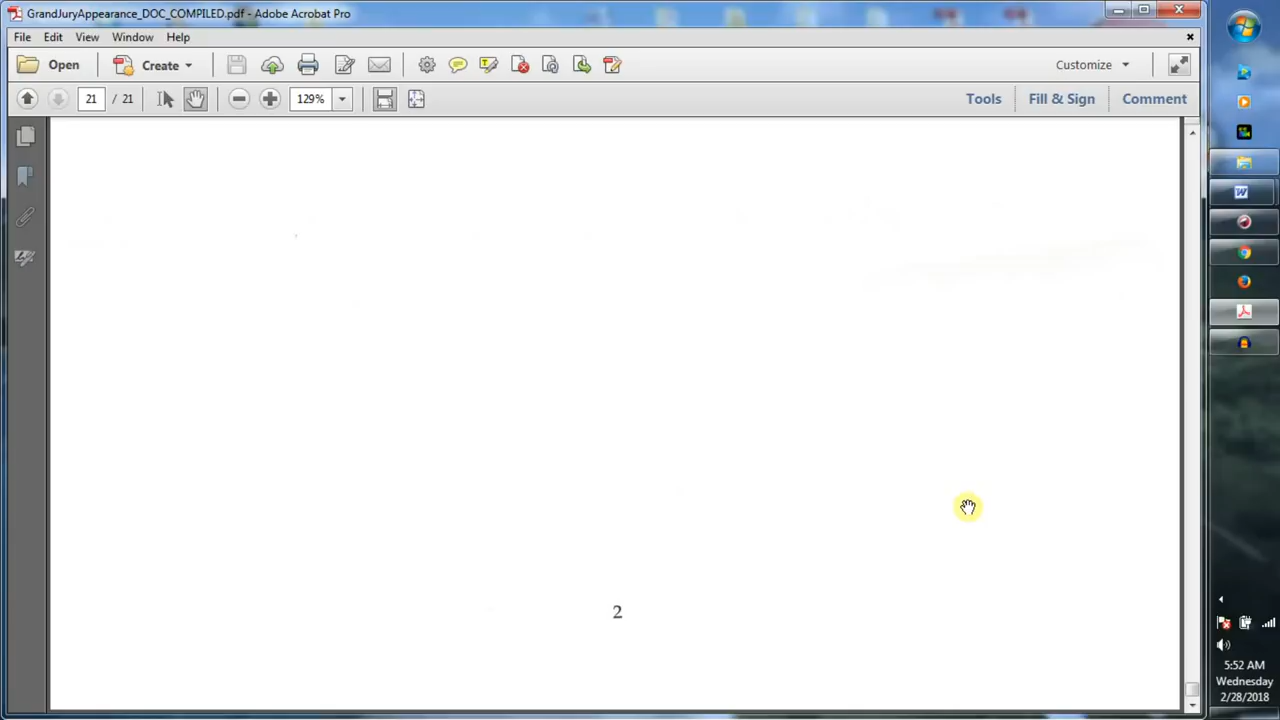 GrandJuryAppearance_DOC_COMPILED.pdf - Adobe Acrobat Pro
File Edit View Window Help
Open Create Customize
21 / 21 129% Tools Fill & Sign Comment
2
5:52 AM
Wednesday
2/28/2018